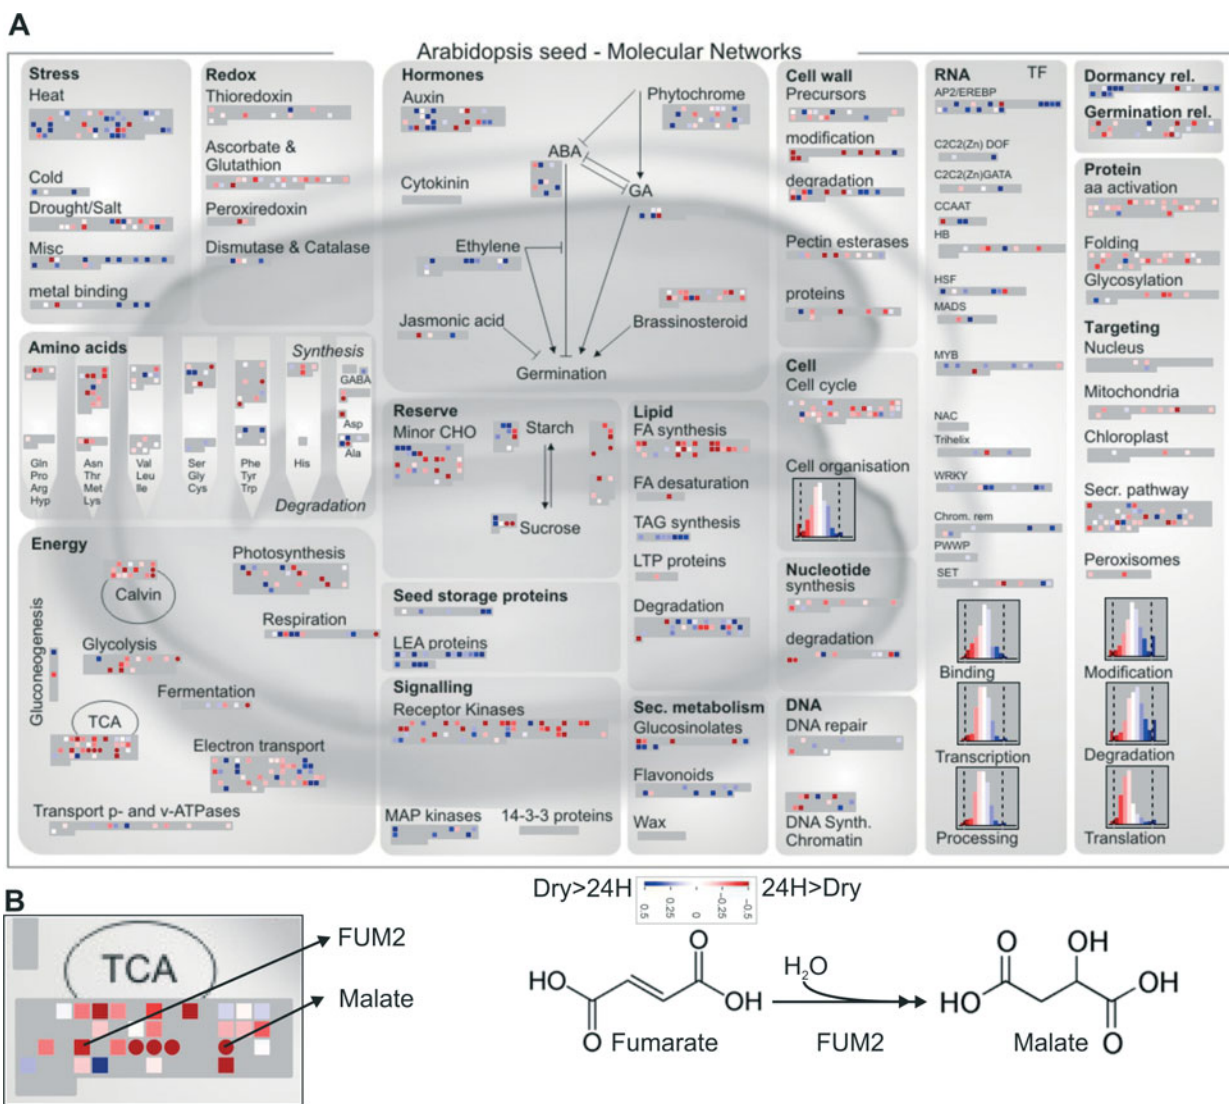 A
Arabidopsis seed - Molecular Networks
Stress
Heat
Cold
Drought/Salt
Misc
metal binding
Redox
Thioredoxin
Ascorbate &
Glutathion
Peroxiredoxin
Dismutase & Catalase
Hormones
Auxin
Phytochrome
ABA
Cytokinin
GA
Ethylene
Jasmonic acid
Brassinosteroid
Germination
Cell wall
Precursors
modification
degradation
Pectin esterases
proteins
RNA
TF
AP2/EREBP
C2C2(Zn) DOF
C2C2(Zn)GATA
CCAAT
HB
HSF
MADS
MYB
NAC
Trihelix
WRKY
Chrom. rem
PWWP
SET
Binding
Transcription
Processing
Dormancy rel.
Germination rel.
Protein
aa activation
Folding
Glycosylation
Targeting
Nucleus
Mitochondria
Chloroplast
Secr. pathway
Peroxisomes
Modification
Degradation
Translation
Amino acids
Synthesis
GABA
Asp
Ala
Gln
Pro
Arg
Hyp
Asn
Thr
Met
Lys
Val
Leu
Ile
Ser
Gly
Cys
Phe
Tyr
Trp
His
Degradation
Reserve
Minor CHO
Starch
Sucrose
Lipid
FA synthesis
FA desaturation
TAG synthesis
LTP proteins
Degradation
Cell
Cell cycle
Cell organisation
Nucleotide
synthesis
degradation
Energy
Photosynthesis
Calvin
Respiration
Gluconeogenesis
Glycolysis
Fermentation
TCA
Electron transport
Transport p- and v-ATPases
Seed storage proteins
LEA proteins
Signalling
Receptor Kinases
MAP kinases
14-3-3 proteins
Sec. metabolism
Glucosinolates
Flavonoids
Wax
DNA
DNA repair
DNA Synth.
Chromatin
B
TCA
FUM2
Malate
Dry>24H
24H>Dry
0.5
0.25
0
-0.25
-0.5
O
HO
OH
O
Fumarate
H2O
FUM2
O
OH
HO
OH
O
Malate